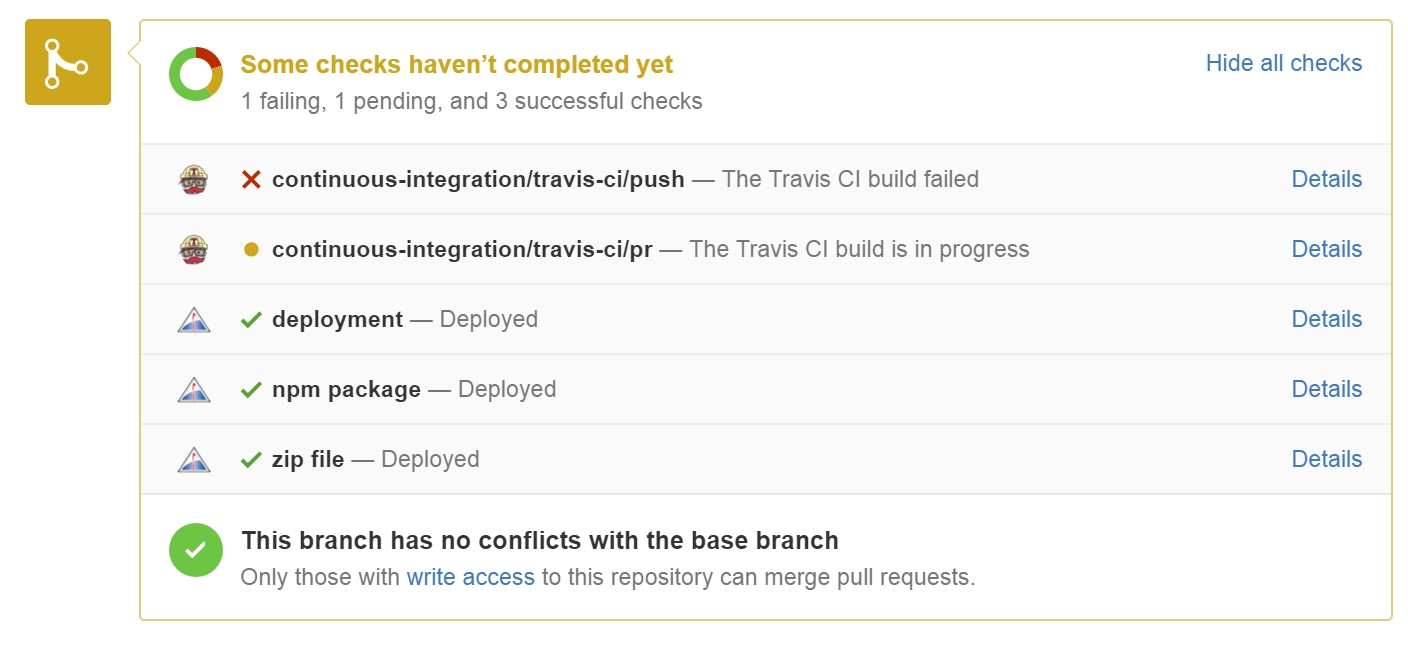 Some checks haven’t completed yet
Hide all checks
1 failing, 1 pending, and 3 successful checks
continuous-integration/travis-ci/push — The Travis CI build failed Details
continuous-integration/travis-ci/pr — The Travis CI build is in progress Details
deployment — Deployed Details
npm package — Deployed Details
zip file — Deployed Details
This branch has no conflicts with the base branch
Only those with write access to this repository can merge pull requests.